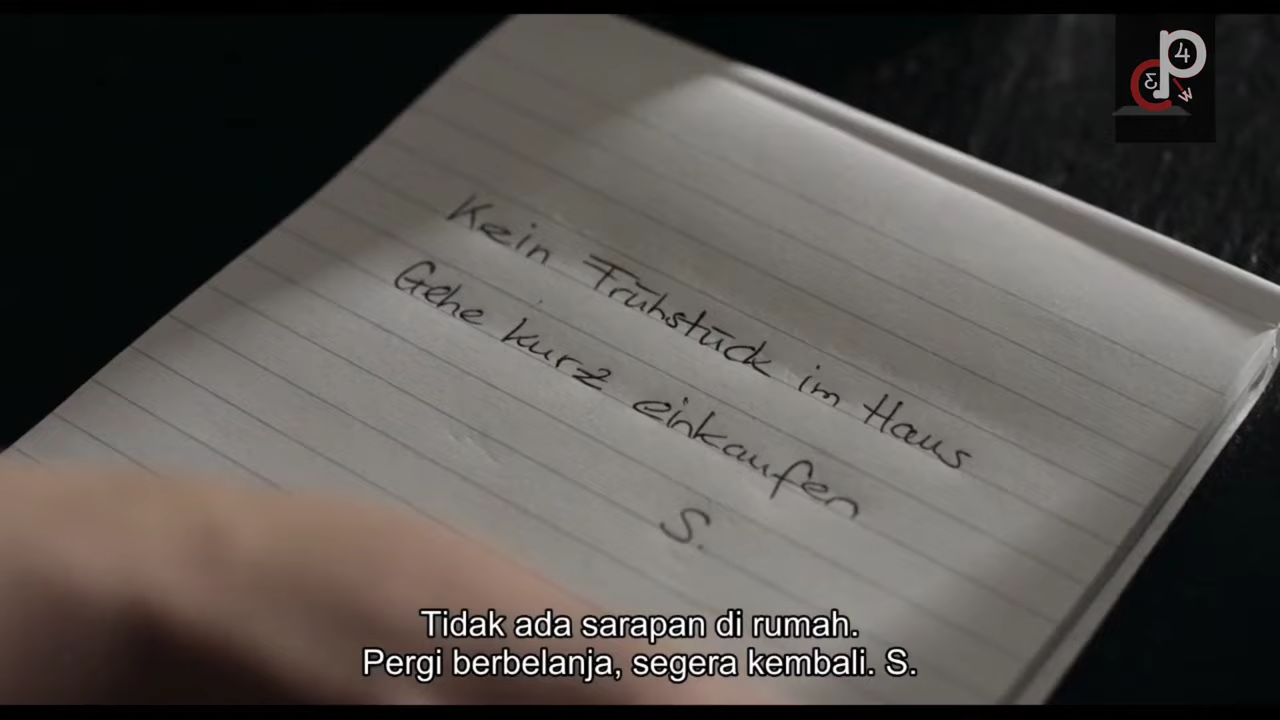 Kein Frühstück im Haus
Gehe kurz einkaufen
S.
Tidak ada sarapan di rumah.
Pergi berbelanja, segera kembali. S.